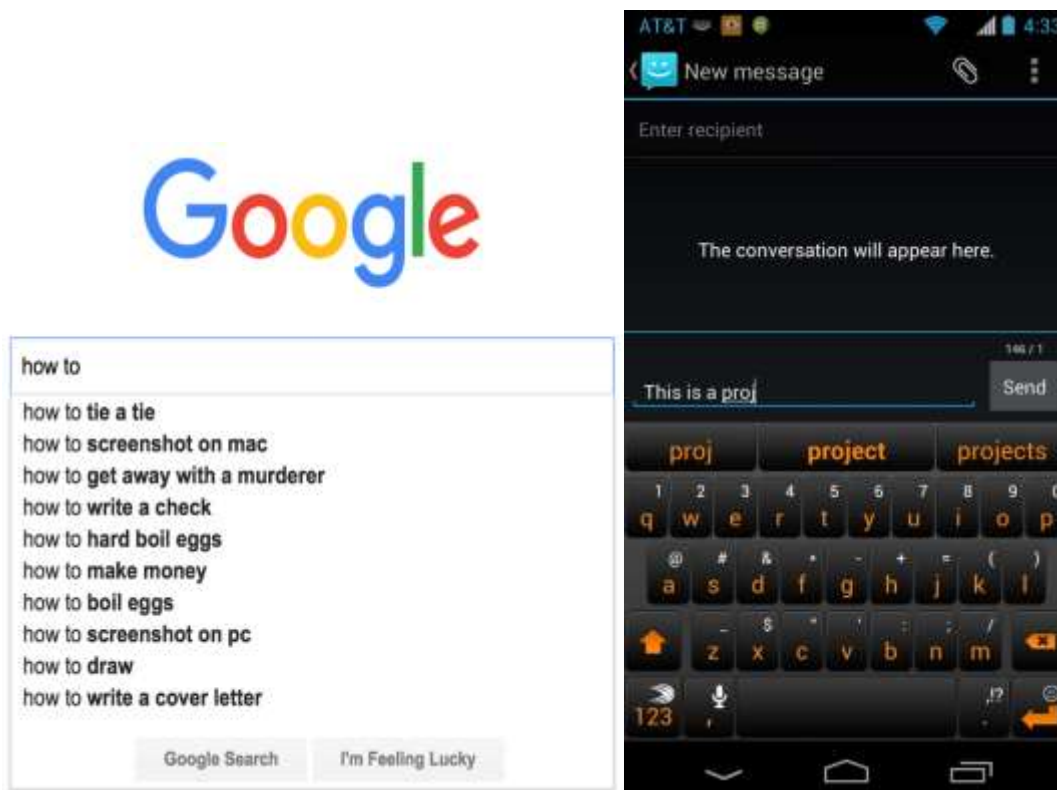 Google
how to
how to tie a tie
how to screenshot on mac
how to get away with a murderer
how to write a check
how to hard boil eggs
how to make money
how to boil eggs
how to screenshot on pc
how to draw
how to write a cover letter
Google Search I'm Feeling Lucky
AT&T 4:33
New message
Enter recipient
The conversation will appear here.
146 / 1
This is a proj Send
proj project projects
1 2 3 4 5 6 7 8 9
q w e r t y u i o p
@ # & * - + = ( )
a s d f g h j k l
_ $ " ' : ; /
z x c v b n m
123 , .
,!?